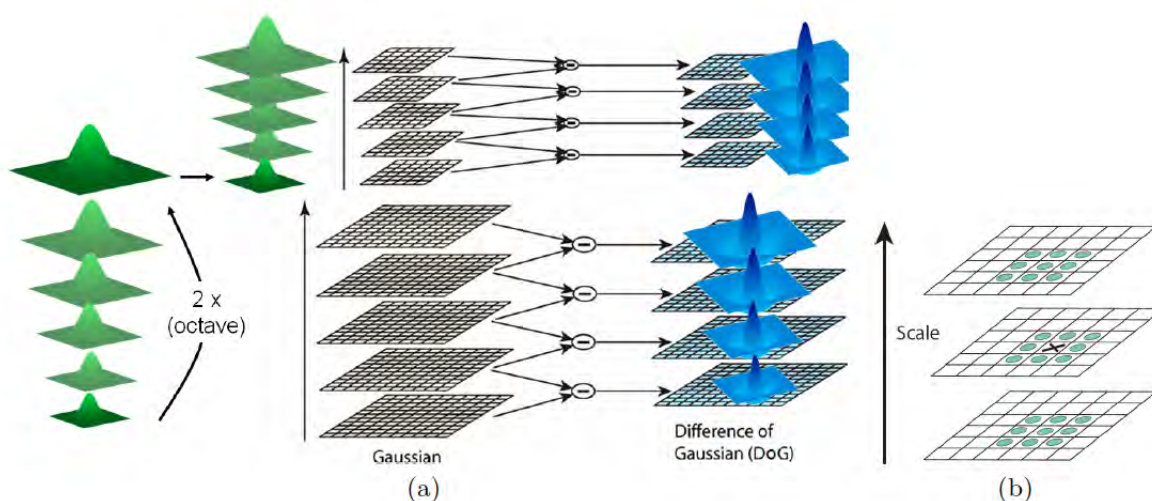 2 x
(octave)
Scale
Gaussian
Difference of
Gaussian (DoG)
(a)
(b)